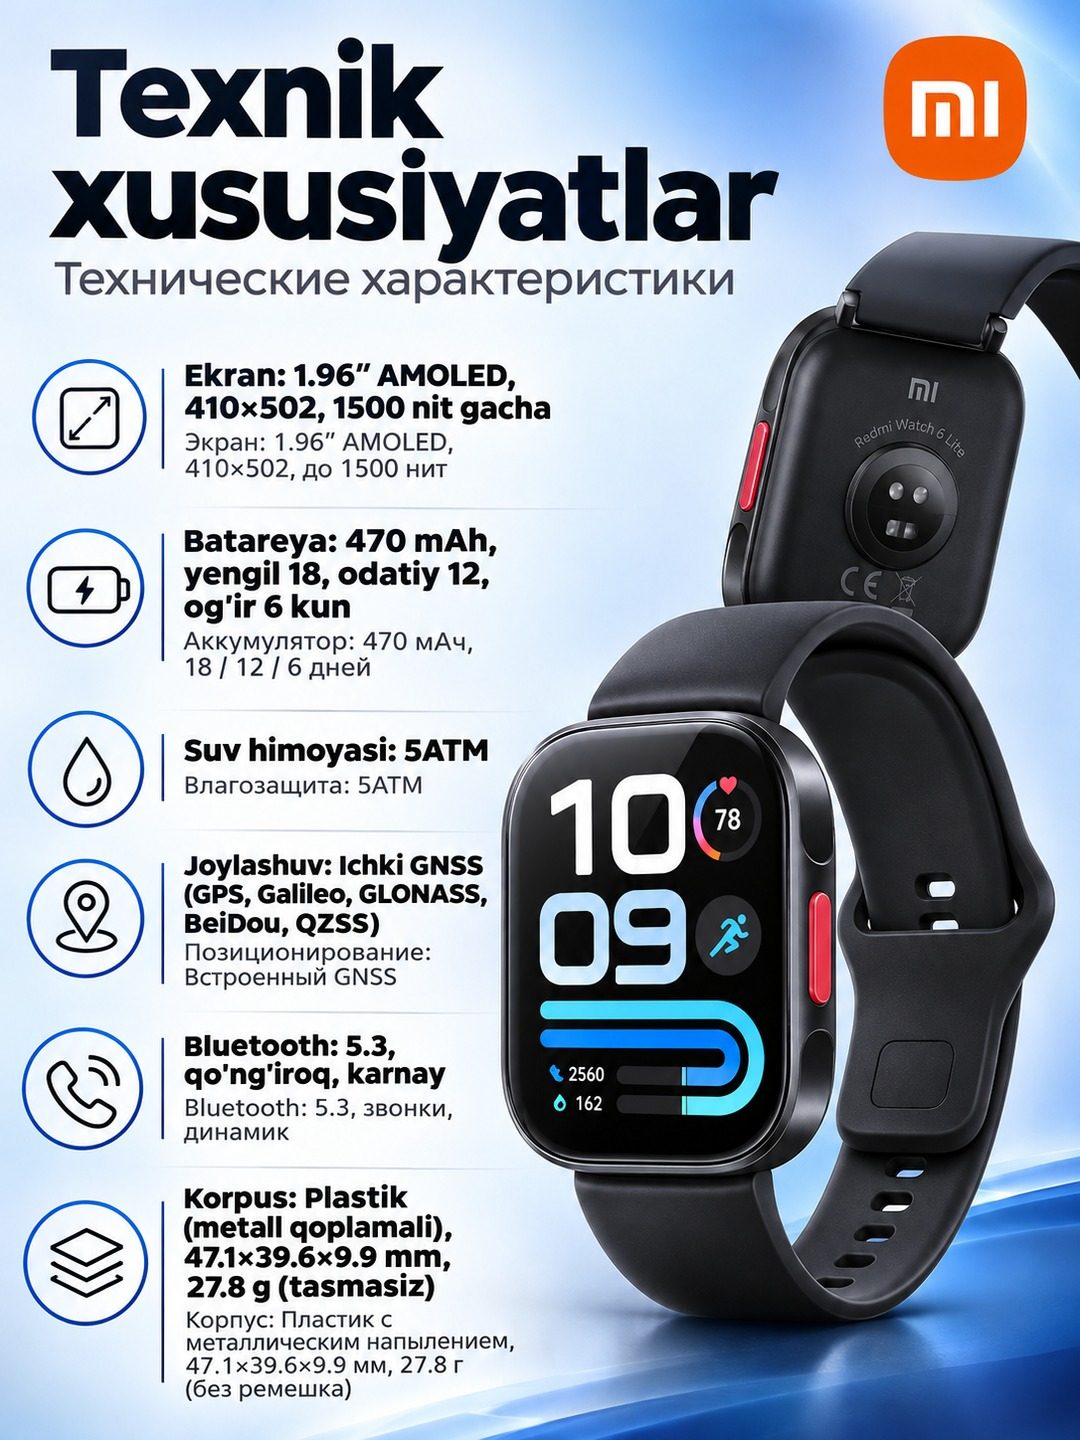 Texnik
xususiyatlar
Технические характеристики
mi
Ekran: 1.96″ AMOLED,
410×502, 1500 nit gacha
Экран: 1.96″ AMOLED,
410×502, до 1500 нит
Batareya: 470 mAh,
yengil 18, odatiy 12,
og'ir 6 kun
Аккумулятор: 470 мАч,
18 / 12 / 6 дней
Suv himoyasi: 5ATM
Влагозащита: 5ATM
Joylashuv: Ichki GNSS
(GPS, Galileo, GLONASS,
BeiDou, QZSS)
Позиционирование:
Встроенный GNSS
Bluetooth: 5.3,
qo'ng'iroq, karnay
Bluetooth: 5.3, звонки,
динамик
Korpus: Plastik
(metall qoplamali),
47.1×39.6×9.9 mm,
27.8 g (tasmasiz)
Корпус: Пластик с
металлическим напылением,
47.1×39.6×9.9 мм, 27.8 г
(без ремешка)
mi
Redmi Watch 6 Lite
CE
10
78
09
2560
162